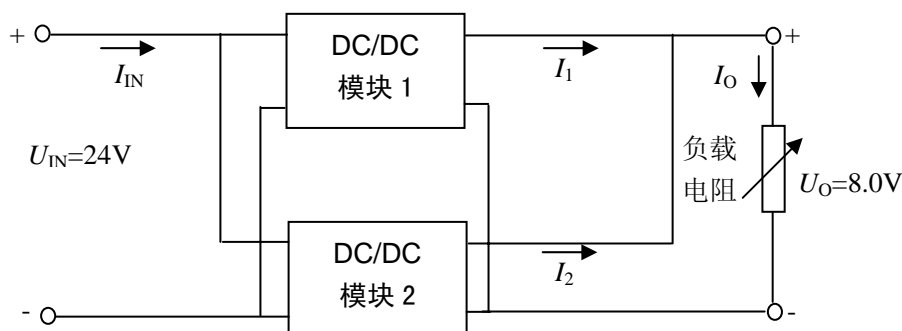 +
I_IN
DC/DC
模块 1
I_1
+
I_O
U_IN=24V
负载
电阻
U_O=8.0V
DC/DC
模块 2
I_2
-
-